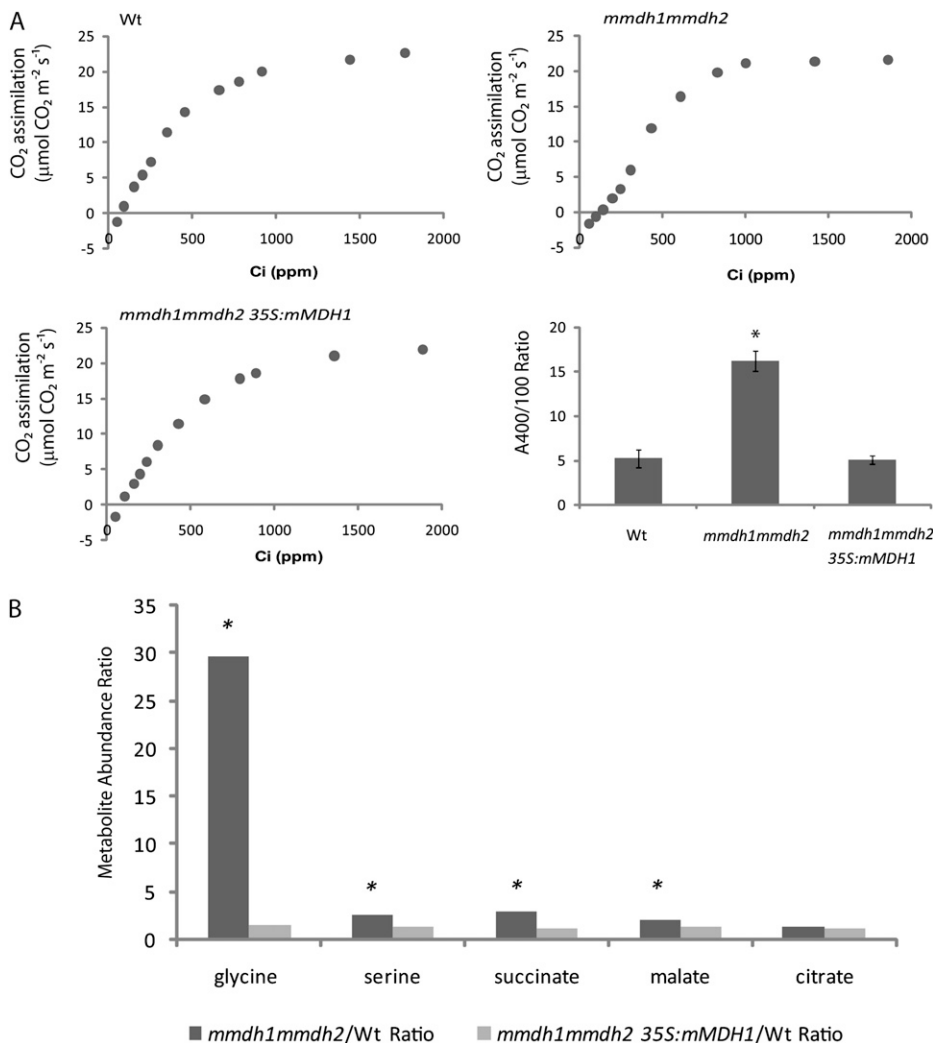 A
Wt
CO2 assimilation
(µmol CO2 m-2 s-1)
25
20
15
10
5
0
-5
0
500
1000
1500
2000
Ci (ppm)
mmdh1mmdh2
CO2 assimilation
(µmol CO2 m-2 s-1)
25
20
15
10
5
0
-5
0
500
1000
1500
2000
Ci (ppm)
mmdh1mmdh2 35S:mMDH1
CO2 assimilation
(µmol CO2 m-2 s-1)
25
20
15
10
5
0
-5
0
500
1000
1500
2000
Ci (ppm)
A400/100 Ratio
20
15
10
5
0
*
Wt
mmdh1mmdh2
mmdh1mmdh2
35S:mMDH1
B
Metabolite Abundance Ratio
35
30
25
20
15
10
5
0
*
*
*
*
glycine
serine
succinate
malate
citrate
mmdh1mmdh2/Wt Ratio
mmdh1mmdh2 35S:mMDH1/Wt Ratio